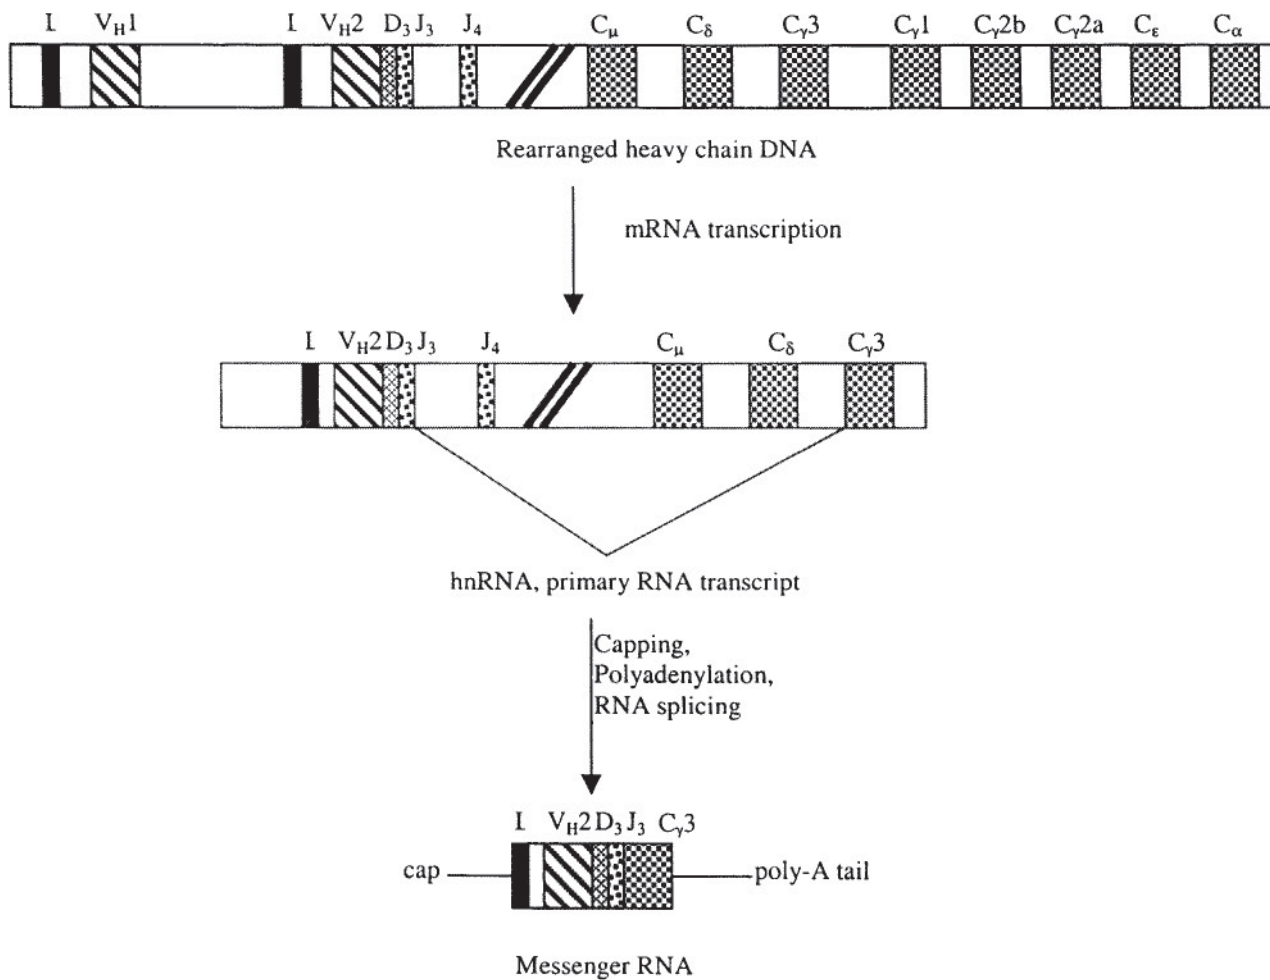 L V_H1 L V_H2 D_3 J_3 J_4 C_μ C_δ C_γ3 C_γ1 C_γ2b C_γ2a C_ε C_α
Rearranged heavy chain DNA
mRNA transcription
L V_H2 D_3 J_3 J_4 C_μ C_δ C_γ3
hnRNA, primary RNA transcript
Capping,
Polyadenylation,
RNA splicing
L V_H2 D_3 J_3 C_γ3
cap poly-A tail
Messenger RNA